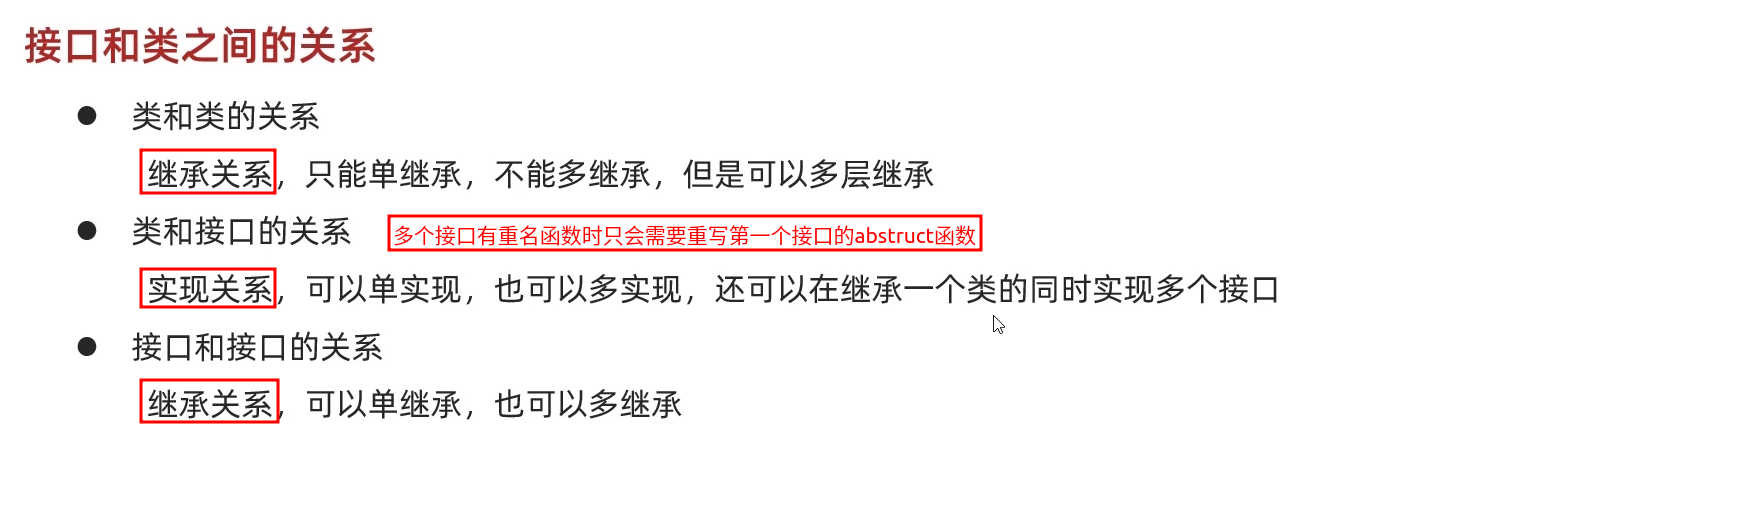 接口和类之间的关系
● 类和类的关系
继承关系，只能单继承，不能多继承，但是可以多层继承
● 类和接口的关系 多个接口有重名函数时只会需要重写第一个接口的abstruct函数
实现关系，可以单实现，也可以多实现，还可以在继承一个类的同时实现多个接口
● 接口和接口的关系
继承关系，可以单继承，也可以多继承